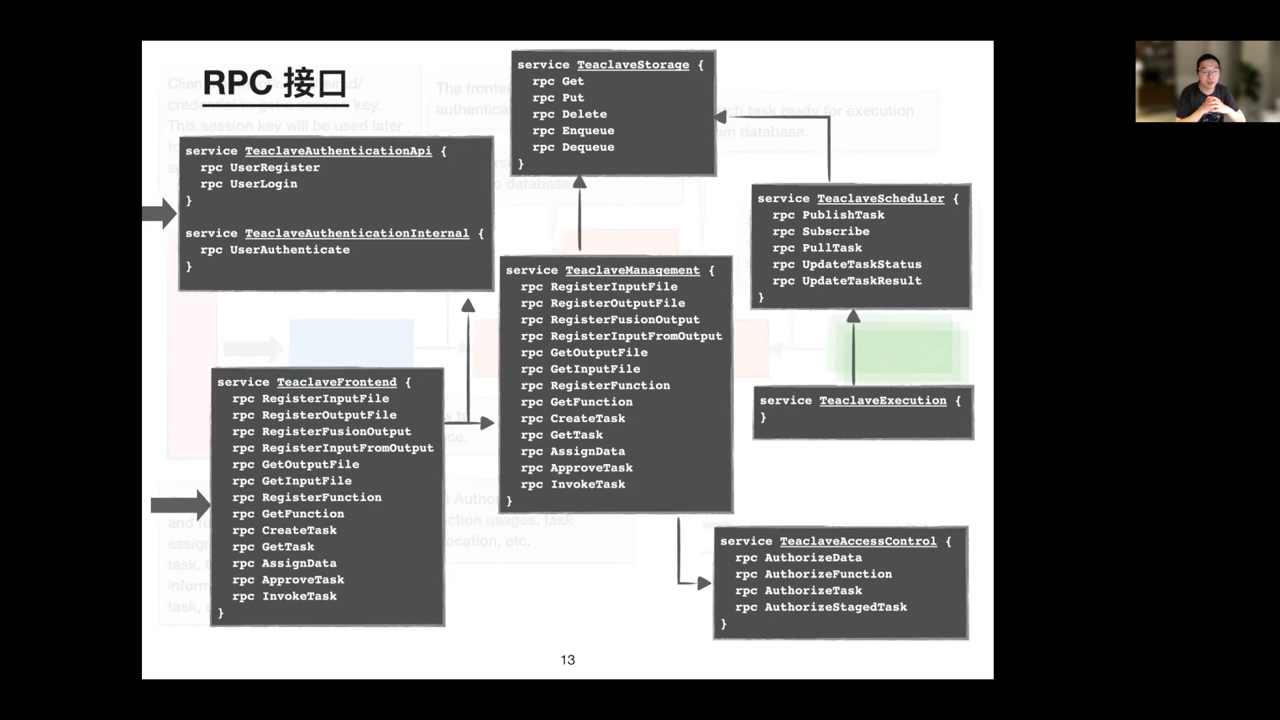 RPC 接口
service TeaclaveAuthenticationApi {
rpc UserRegister
rpc UserLogin
}
service TeaclaveAuthenticationInternal {
rpc UserAuthenticate
}
service TeaclaveStorage {
rpc Get
rpc Put
rpc Delete
rpc Enqueue
rpc Dequeue
}
service TeaclaveScheduler {
rpc PublishTask
rpc Subscribe
rpc PullTask
rpc UpdateTaskStatus
rpc UpdateTaskResult
}
service TeaclaveManagement {
rpc RegisterInputFile
rpc RegisterOutputFile
rpc RegisterFusionOutput
rpc RegisterInputFromOutput
rpc GetOutputFile
rpc GetInputFile
rpc RegisterFunction
rpc GetFunction
rpc CreateTask
rpc GetTask
rpc AssignData
rpc ApproveTask
rpc InvokeTask
}
service TeaclaveFrontend {
rpc RegisterInputFile
rpc RegisterOutputFile
rpc RegisterFusionOutput
rpc RegisterInputFromOutput
rpc GetOutputFile
rpc GetInputFile
rpc RegisterFunction
rpc GetFunction
rpc CreateTask
rpc GetTask
rpc AssignData
rpc ApproveTask
rpc InvokeTask
}
service TeaclaveExecution {
}
service TeaclaveAccessControl {
rpc AuthorizeData
rpc AuthorizeFunction
rpc AuthorizeTask
rpc AuthorizeStagedTask
}
13